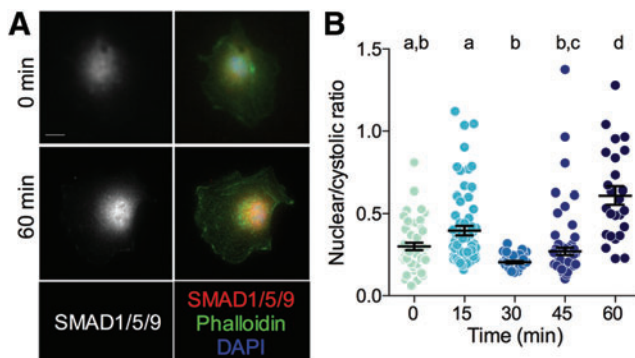 A
0 min
60 min
SMAD1/5/9
SMAD1/5/9
Phalloidin
DAPI
B
a,b a b b,c d
Nuclear/cystolic ratio
1.5
1.0
0.5
0.0
0 15 30 45 60
Time (min)